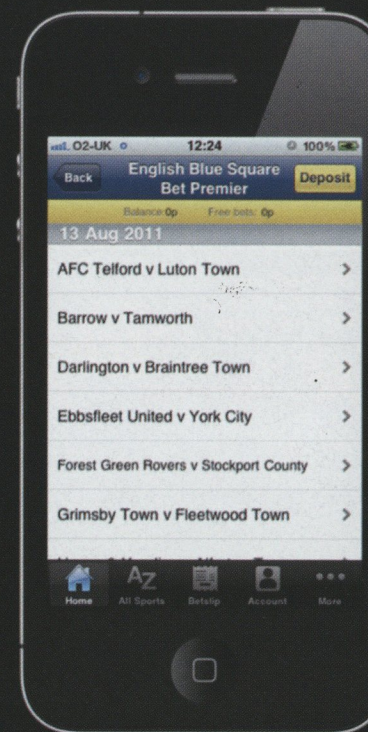 O2-UK 12:24 100%
Back English Blue Square Deposit
Bet Premier
Balance: 0p Free bets: 0p
13 Aug 2011
AFC Telford v Luton Town
Barrow v Tamworth
Darlington v Braintree Town
Ebbsfleet United v York City
Forest Green Rovers v Stockport County
Grimsby Town v Fleetwood Town
AZ
Home All Sports Betslip Account More